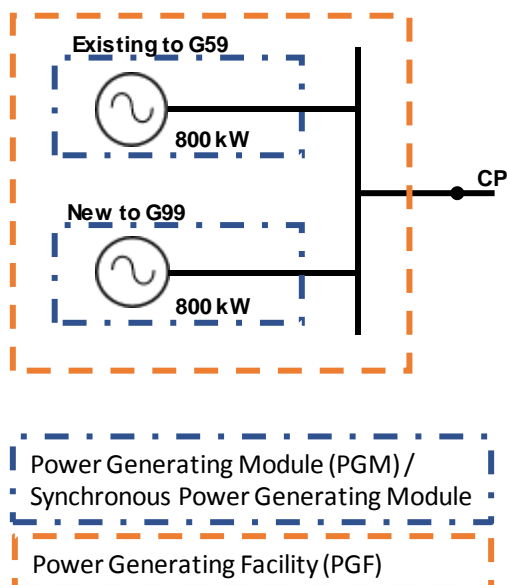 Existing to G59
800 kW
CP
New to G99
800 kW
Power Generating Module (PGM) /
Synchronous Power Generating Module
Power Generating Facility (PGF)